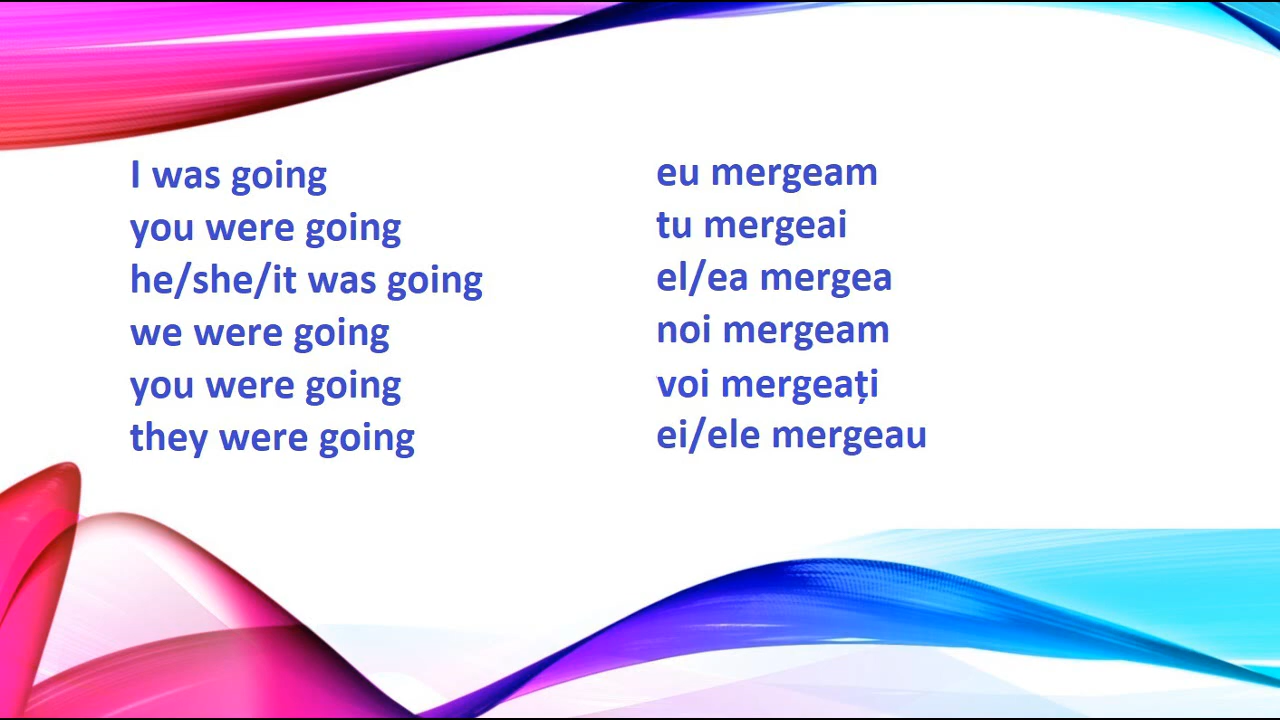 I was going
you were going
he/she/it was going
we were going
you were going
they were going
eu mergeam
tu mergeai
el/ea mergea
noi mergeam
voi mergeați
ei/ele mergeau